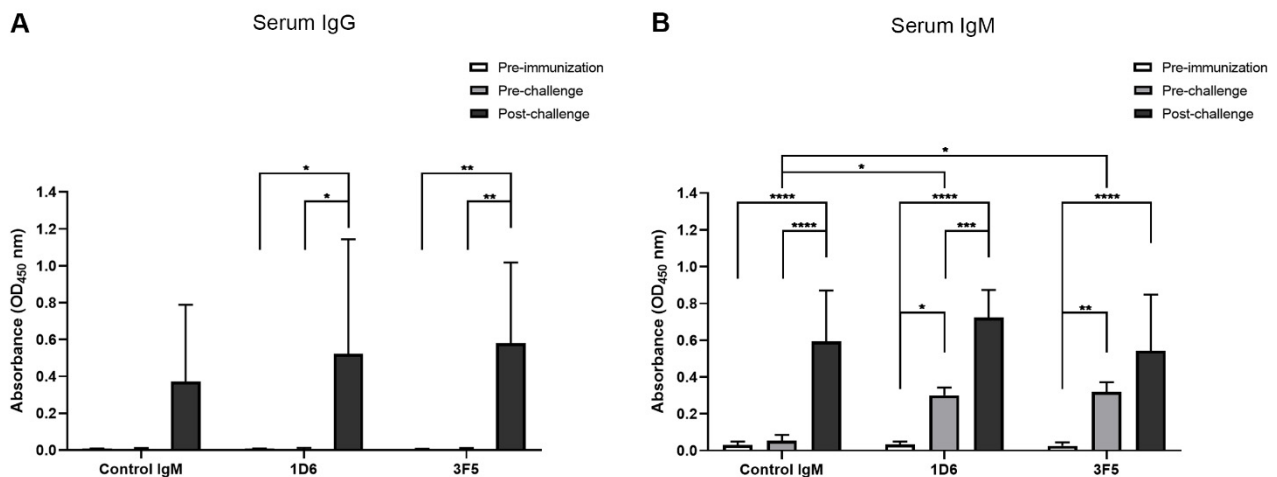 A
Serum IgG
Pre-immunization
Pre-challenge
Post-challenge
Absorbance (OD450 nm)
1.4
1.2
1.0
0.8
0.6
0.4
0.2
0.0
*
*
**
**
Control IgM
1D6
3F5
B
Serum IgM
Pre-immunization
Pre-challenge
Post-challenge
Absorbance (OD450 nm)
1.4
1.2
1.0
0.8
0.6
0.4
0.2
0.0
*
*
****
****
****
****
***
*
**
Control IgM
1D6
3F5